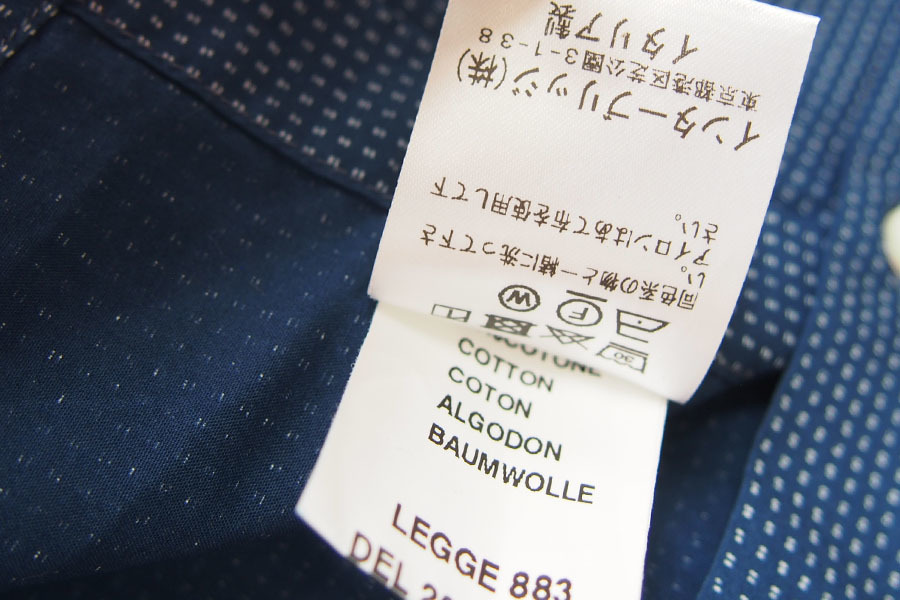 30
F
W
同色系の物と一緒に洗って下さ
い。
アイロンはあて布を使用して下
さい。
インターブリッジ(株)
東京都港区芝公園3-1-38
イタリア製
COTONE
COTTON
COTON
ALGODON
BAUMWOLLE
LEGGE 883
DEL